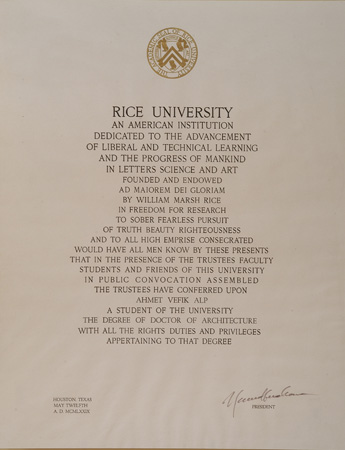 RICE UNIVERSITY
AN AMERICAN INSTITUTION
DEDICATED TO THE ADVANCEMENT
OF LIBERAL AND TECHNICAL LEARNING
AND THE PROGRESS OF MANKIND
IN LETTERS SCIENCE AND ART
FOUNDED AND ENDOWED
AD MAIOREM DEI GLORIAM
BY WILLIAM MARSH RICE
IN FREEDOM FOR RESEARCH
TO SOBER FEARLESS PURSUIT
OF TRUTH BEAUTY RIGHTEOUSNESS
AND TO ALL HIGH EMPRISE CONSECRATED
WOULD HAVE ALL MEN KNOW BY THESE PRESENTS
THAT IN THE PRESENCE OF THE TRUSTEES FACULTY
STUDENTS AND FRIENDS OF THIS UNIVERSITY
IN PUBLIC CONVOCATION ASSEMBLED
THE TRUSTEES HAVE CONFERRED UPON
AHMET VEFIK ALP
A STUDENT OF THE UNIVERSITY
THE DEGREE OF DOCTOR OF ARCHITECTURE
WITH ALL THE RIGHTS DUTIES AND PRIVILEGES
APPERTAINING TO THAT DEGREE
HOUSTON TEXAS
MAY TWELFTH
A. D. MCMLXXIX
PRESIDENT